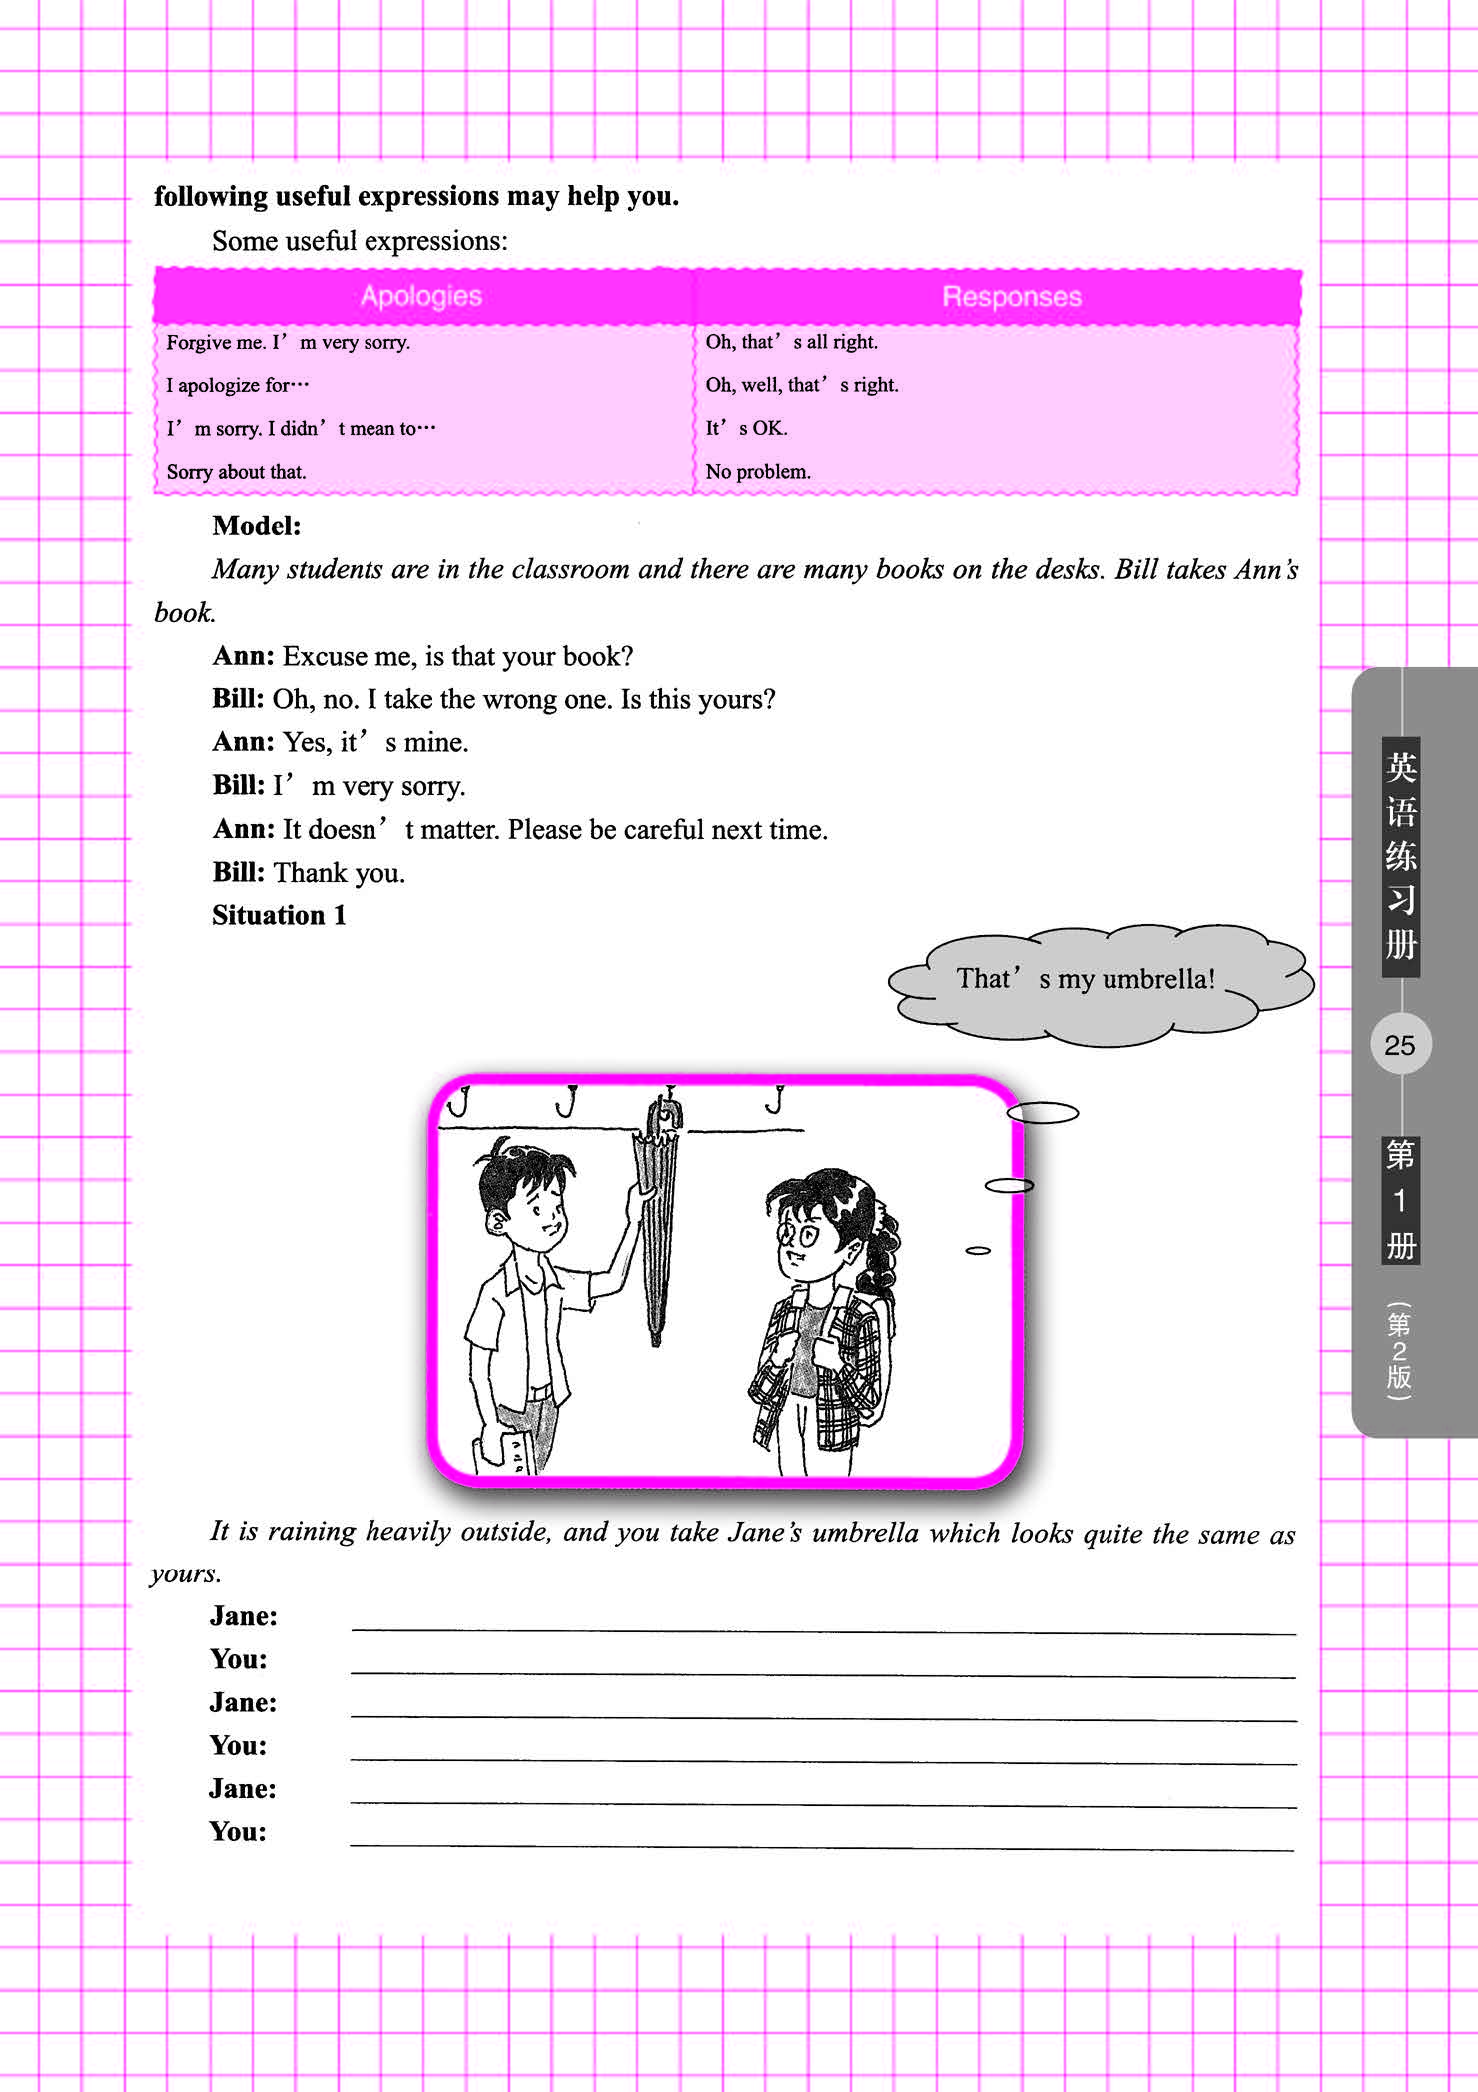 following useful expressions may help you.
Some useful expressions:
Apologies Responses
Forgive me. I’m very sorry. Oh, that’s all right.
I apologize for… Oh, well, that’s right.
I’m sorry. I didn’t mean to… It’s OK.
Sorry about that. No problem.
Model:
Many students are in the classroom and there are many books on the desks. Bill takes Ann’s
book.
Ann: Excuse me, is that your book?
Bill: Oh, no. I take the wrong one. Is this yours?
Ann: Yes, it’s mine.
Bill: I’m very sorry.
Ann: It doesn’t matter. Please be careful next time.
Bill: Thank you.
Situation 1
That’s my umbrella!
It is raining heavily outside, and you take Jane’s umbrella which looks quite the same as
yours.
Jane:
You:
Jane:
You:
Jane:
You:
英语练习册
25
第1册
(第2版)